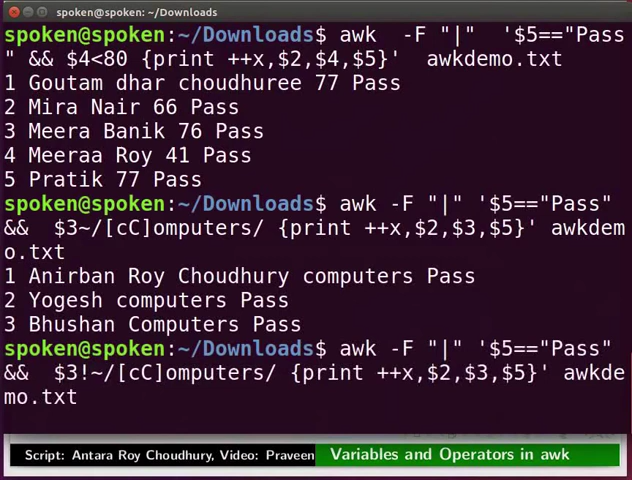 spoken@spoken: ~/Downloads
spoken@spoken:~/Downloads$ awk  -F "|"  '$5=="Pass
" && $4<80 {print ++x,$2,$4,$5}'  awkdemo.txt
1 Goutam dhar choudhuree 77 Pass
2 Mira Nair 66 Pass
3 Meera Banik 76 Pass
4 Meeraa Roy 41 Pass
5 Pratik 77 Pass
spoken@spoken:~/Downloads$ awk -F "|" '$5=="Pass"
&&  $3~/[cC]omputers/ {print ++x,$2,$3,$5}' awkdem
o.txt
1 Anirban Roy Choudhury computers Pass
2 Yogesh computers Pass
3 Bhushan Computers Pass
spoken@spoken:~/Downloads$ awk -F "|" '$5=="Pass"
&&  $3!~/[cC]omputers/ {print ++x,$2,$3,$5}' awkde
mo.txt
Script: Antara Roy Choudhury, Video: Praveen
Variables and Operators in awk